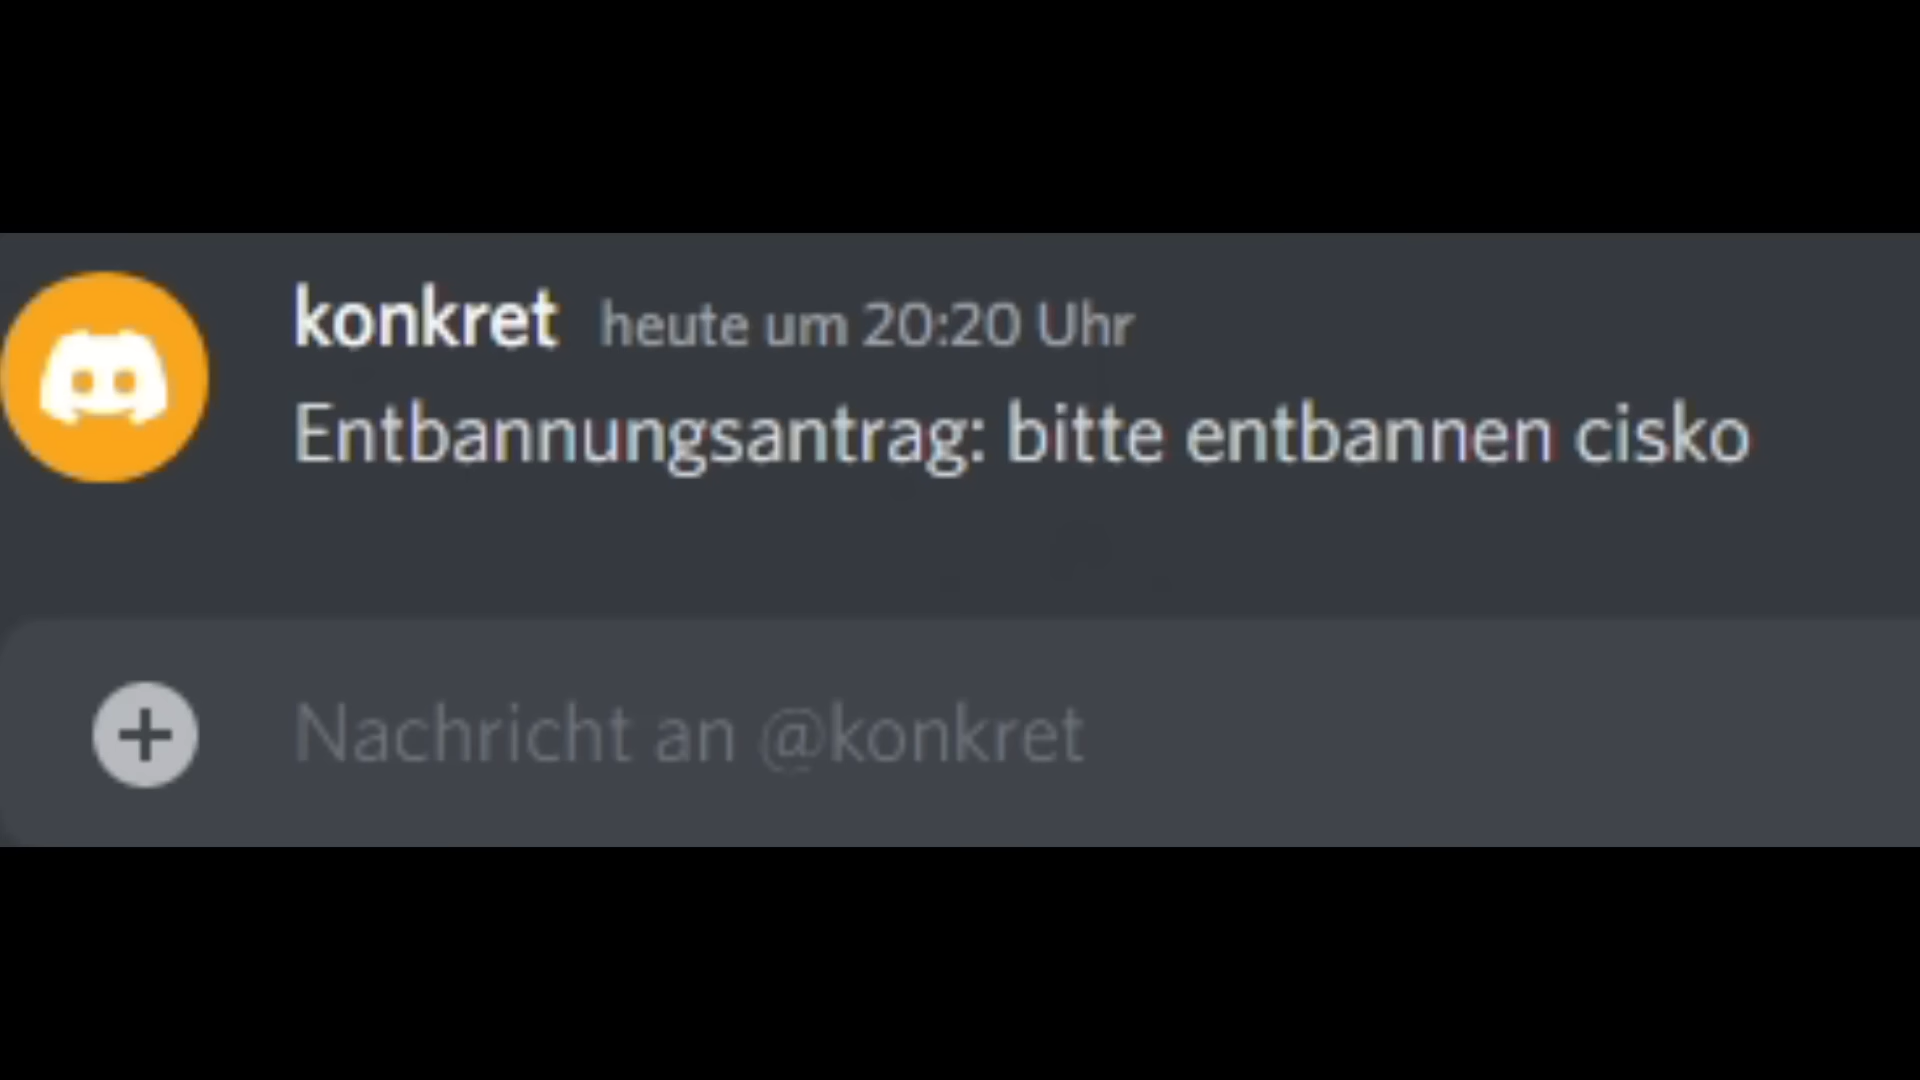 konkret heute um 20:20 Uhr
Entbannungsantrag: bitte entbannen cisko
Nachricht an @konkret